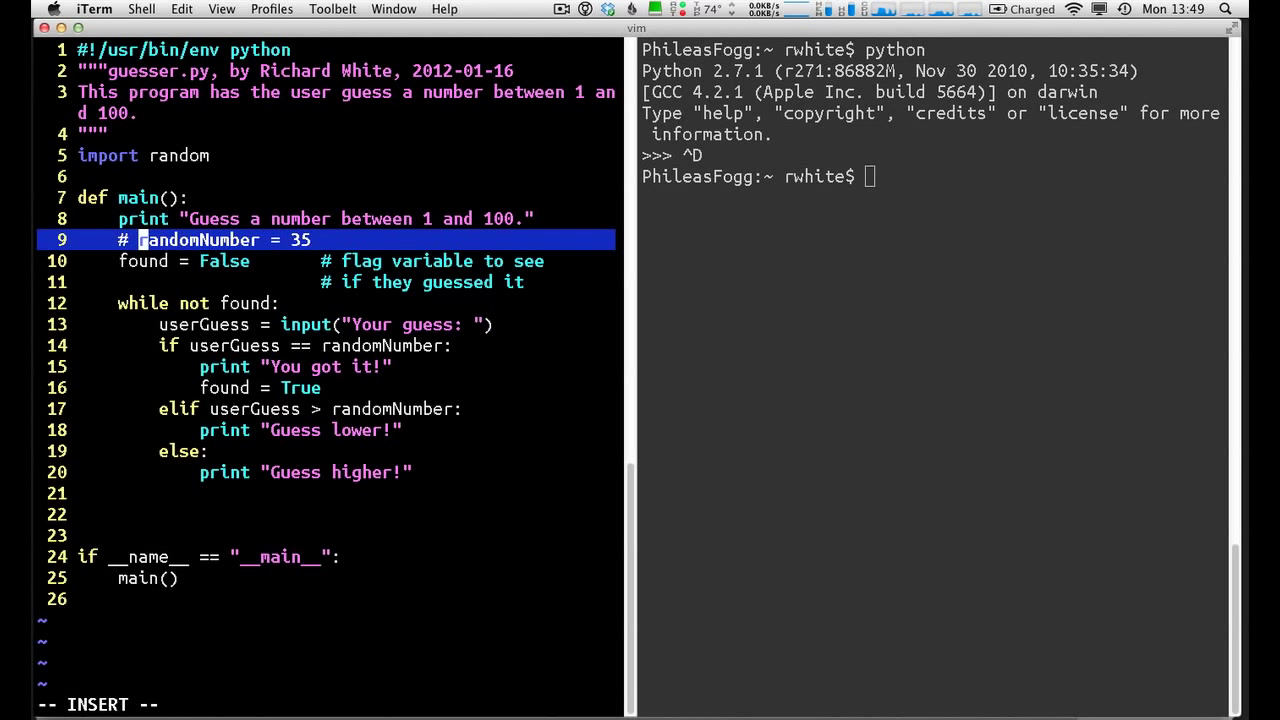 iTerm Shell Edit View Profiles Toolbelt Window Help 74° 0.0KB/s 0.0KB/s Charged Mon 13:49
vim
1 #!/usr/bin/env python
2 """guesser.py, by Richard White, 2012-01-16
3 This program has the user guess a number between 1 an
d 100.
4 """
5 import random
6
7 def main():
8 print "Guess a number between 1 and 100."
9 # randomNumber = 35
10 found = False # flag variable to see
11 # if they guessed it
12 while not found:
13 userGuess = input("Your guess: ")
14 if userGuess == randomNumber:
15 print "You got it!"
16 found = True
17 elif userGuess > randomNumber:
18 print "Guess lower!"
19 else:
20 print "Guess higher!"
21
22
23
24 if __name__ == "__main__":
25 main()
26
~
~
~
~
-- INSERT --
PhileasFogg:~ rwhite$ python
Python 2.7.1 (r271:86882M, Nov 30 2010, 10:35:34)
[GCC 4.2.1 (Apple Inc. build 5664)] on darwin
Type "help", "copyright", "credits" or "license" for more
information.
>>> ^D
PhileasFogg:~ rwhite$